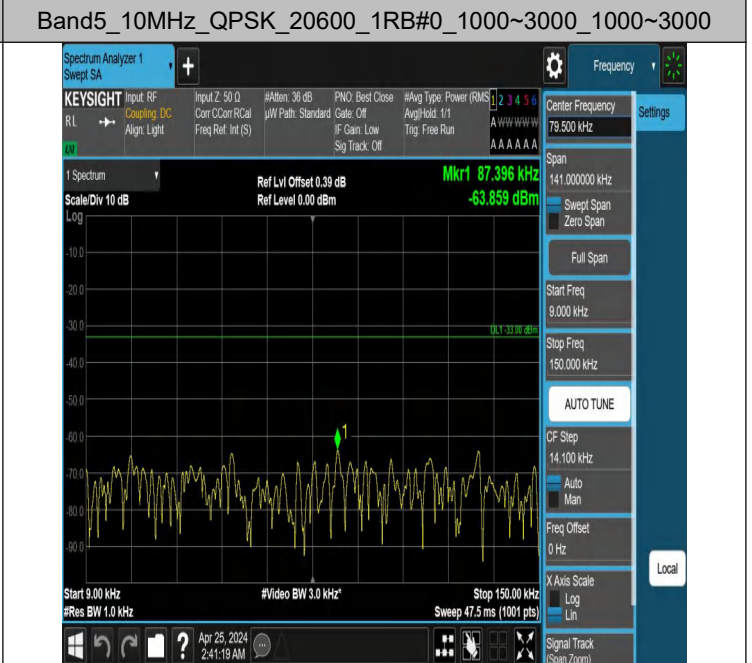 Band5_10MHz_QPSK_20600_1RB#0_1000~3000_1000~3000
Spectrum Analyzer 1
Swept SA
+
Frequency
Settings
KEYSIGHT
RL
Input: RF
Coupling: DC
Align: Light
Input Z: 50 Ω
Corr CCorr RCal
Freq Ref: Int (S)
#Atten: 36 dB
µW Path: Standard
PNO: Best Close
Gate: Off
IF Gain: Low
Sig Track: Off
#Avg Type: Power (RMS
Avg|Hold: 1/1
Trig: Free Run
1 2 3 4 5 6
A W W W W W
A A A A A A
1 Spectrum
Scale/Div 10 dB
Log
Ref Lvl Offset 0.39 dB
Ref Level 0.00 dBm
Mkr1 87.396 kHz
-63.859 dBm
-10.0
-20.0
-30.0
DL1 -33.00 dBm
-40.0
-50.0
-60.0
1
-70.0
-80.0
-90.0
Start 9.00 kHz
#Res BW 1.0 kHz
#Video BW 3.0 kHz*
Stop 150.00 kHz
Sweep 47.5 ms (1001 pts)
Center Frequency
79.500 kHz
Span
141.000000 kHz
Swept Span
Zero Span
Full Span
Start Freq
9.000 kHz
Stop Freq
150.000 kHz
AUTO TUNE
CF Step
14.100 kHz
Auto
Man
Freq Offset
0 Hz
X Axis Scale
Log
Lin
Signal Track
(Span Zoom)
Local
?
Apr 25, 2024
2:41:19 AM